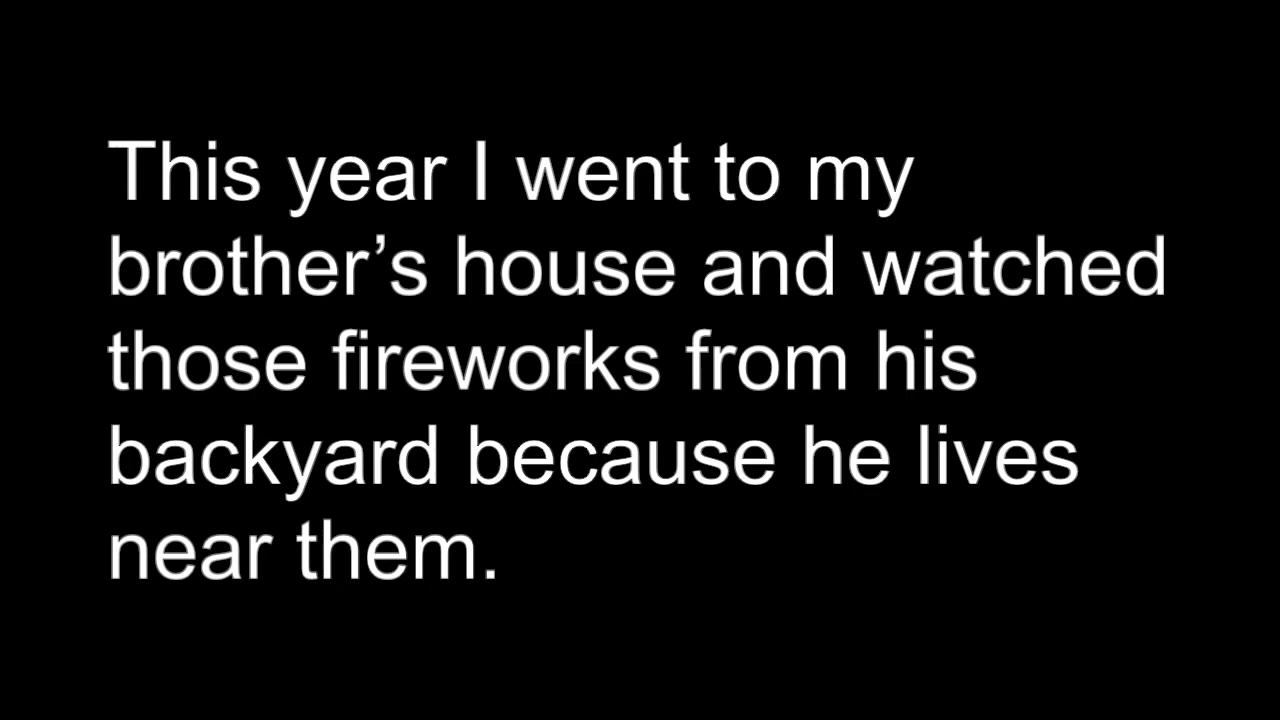 This year I went to my
brother’s house and watched
those fireworks from his
backyard because he lives
near them.